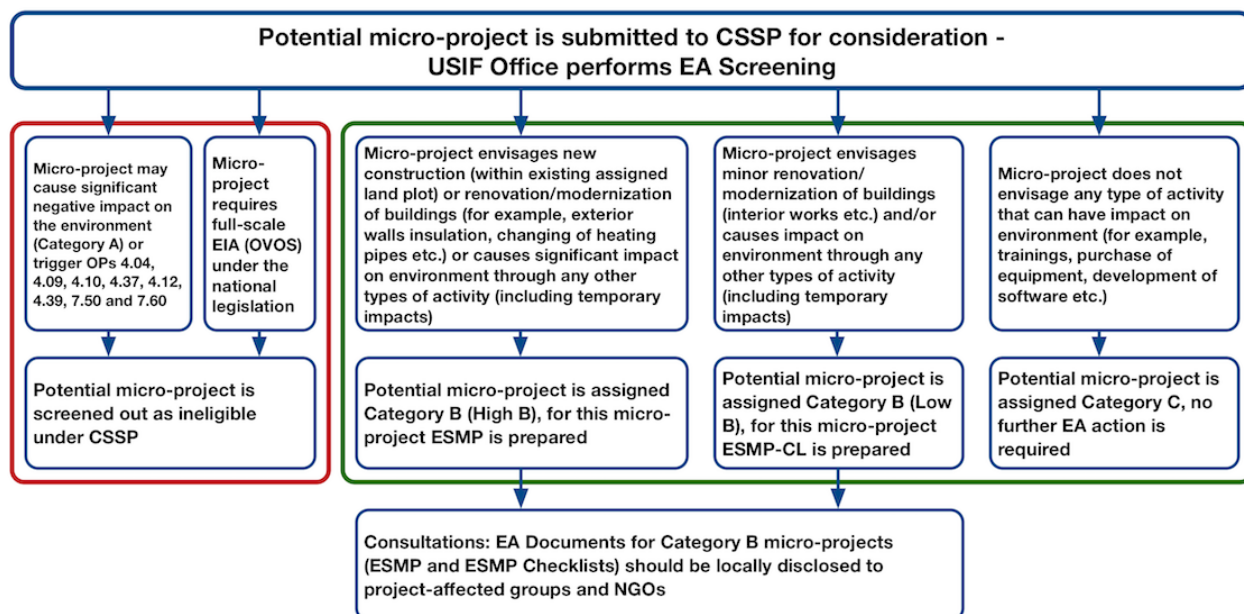 Potential micro-project is submitted to CSSP for consideration -
USIF Office performs EA Screening
Micro-project may
cause significant
negative impact on
the environment
(Category A) or
trigger OPs 4.04,
4.09, 4.10, 4.37, 4.12,
4.39, 7.50 and 7.60
Micro-
project
requires
full-scale
EIA (OVOS)
under the
national
legislation
Micro-project envisages new
construction (within existing assigned
land plot) or renovation/modernization
of buildings (for example, exterior
walls insulation, changing of heating
pipes etc.) or causes significant impact
on environment through any other
types of activity (including temporary
impacts)
Micro-project envisages
minor renovation/
modernization of buildings
(interior works etc.) and/or
causes impact on
environment through any
other types of activity
(including temporary
impacts)
Micro-project does not
envisage any type of activity
that can have impact on
environment (for example,
trainings, purchase of
equipment, development of
software etc.)
Potential micro-project is
screened out as ineligible
under CSSP
Potential micro-project is assigned
Category B (High B), for this micro-
project ESMP is prepared
Potential micro-project is
assigned Category B (Low
B), for this micro-project
ESMP-CL is prepared
Potential micro-project is
assigned Category C, no
further EA action is
required
Consultations: EA Documents for Category B micro-projects
(ESMP and ESMP Checklists) should be locally disclosed to
project-affected groups and NGOs